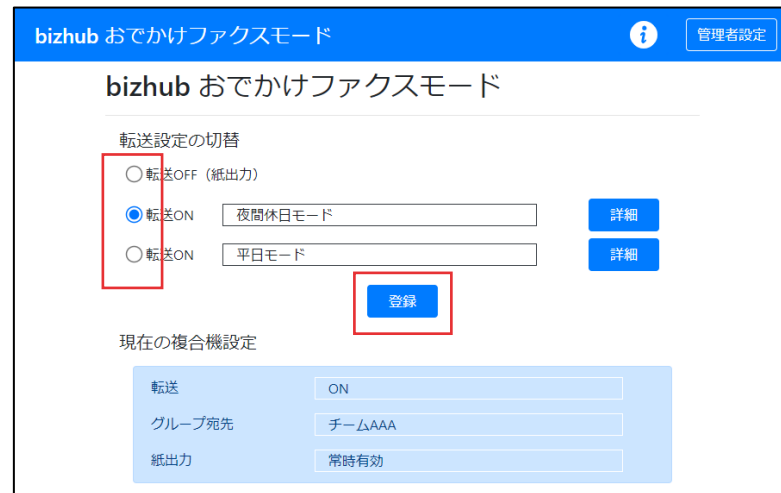 bizhub おでかけファクスモード
管理者設定
bizhub おでかけファクスモード
転送設定の切替
転送OFF（紙出力）
転送ON 夜間休日モード 詳細
転送ON 平日モード 詳細
登録
現在の複合機設定
転送 ON
グループ宛先 チームAAA
紙出力 常時有効